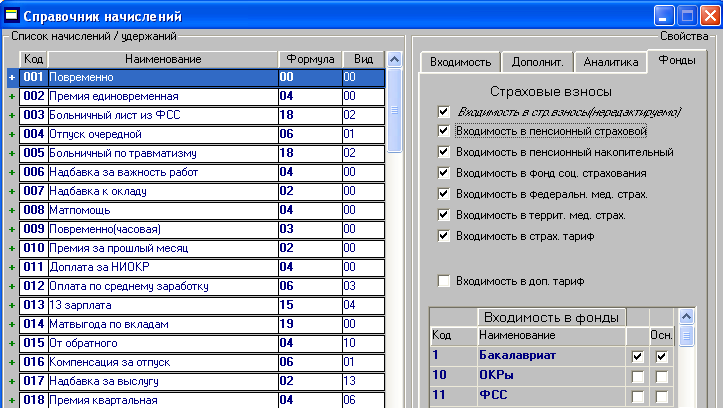 Справочник начислений
Список начислений / удержаний
Код Наименование Формула Вид
+ 001 Повременно 00 00
+ 002 Премия единовременная 04 00
+ 003 Больничный лист из ФСС 18 02
+ 004 Отпуск очередной 06 01
+ 005 Больничный по травматизму 18 02
+ 006 Надбавка за важность работ 04 00
+ 007 Надбавка к окладу 02 00
+ 008 Матпомощь 04 00
+ 009 Повременно(часовая) 03 00
+ 010 Премия за прошлый месяц 02 00
+ 011 Доплата за НИОКР 04 00
+ 012 Оплата по среднему заработку 06 03
+ 013 13 зарплата 15 04
+ 014 Матвыгода по вкладам 19 00
+ 015 От обратного 04 10
+ 016 Компенсация за отпуск 06 01
+ 017 Надбавка за выслугу 02 13
+ 018 Премия квартальная 04 06
Свойства
Входимость Дополнит. Аналитика Фонды
Страховые взносы
Входимость в стр.взносы(нередактируемо)
Входимость в пенсионный страховой
Входимость в пенсионный накопительный
Входимость в фонд соц. страхования
Входимость в федеральн. мед. страх.
Входимость в террит. мед. страх.
Входимость в страх. тариф
Входимость в доп. тариф
Входимость в фонды
Код Наименование Осн.
1 Бакалавриат
10 ОКРы
11 ФСС